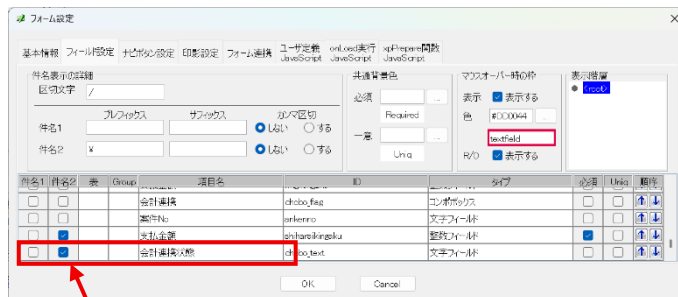 フォーム設定
基本情報 フィールド設定 ナビボタン設定 印影設定 フォーム連携 ユーザ定義 JavaScript onLoad実行 JavaScript xpPrepare関数 JavaScript
件名表示の詳細 共通背景色 マウスオーバー時の枠 表示階層
区切文字 / 必須 ... 表示 表示する <root>
プレフィックス サフィックス カンマ区切 Required 色 #DD0044 ...
件名1 しない する 一意 ... textfield
件名2 ¥ しない する Uniq R/O 表示する
件名1 件名2 表 Group 項目名 ID タイプ 必須 Uniq 順序
会計連携 chobo_flag コンボボックス
案件No ankenno 文字フィールド
支払金額 shiharaikingaku 整数フィールド
会計連携状態 chobo_text 文字フィールド
OK Cancel